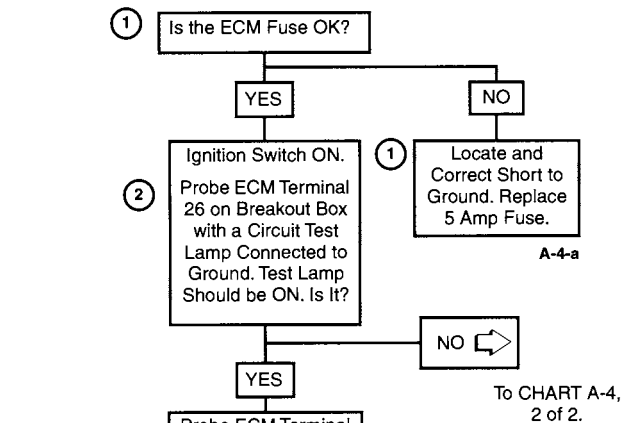 1
Is the ECM Fuse OK?
YES
NO
Ignition Switch ON.
2
Probe ECM Terminal
26 on Breakout Box
with a Circuit Test
Lamp Connected to
Ground. Test Lamp
Should be ON. Is It?
1
Locate and
Correct Short to
Ground. Replace
5 Amp Fuse.
A-4-a
NO
YES
To CHART A-4,
2 of 2.
Probe ECM Terminal